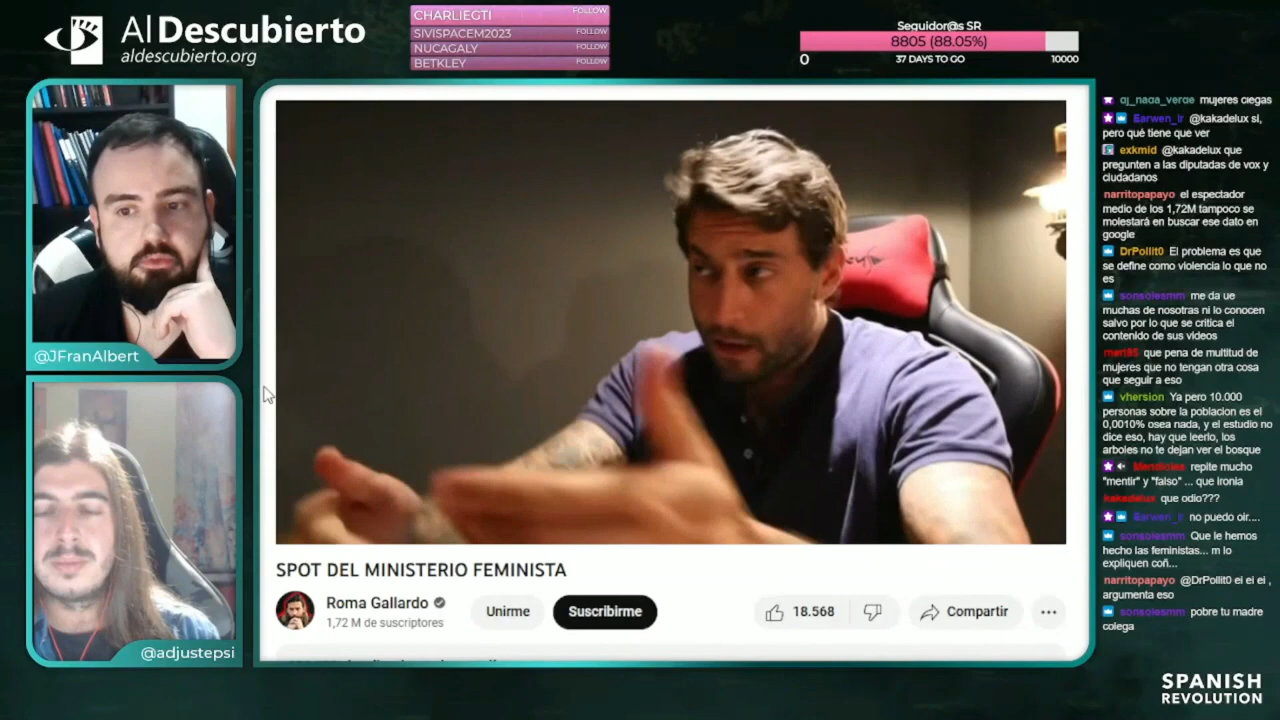 Al Descubierto
aldescubierto.org
CHARLIEGTI FOLLOW
SIVISPACEM2023 FOLLOW
NUCAGALY FOLLOW
BETKLEY FOLLOW
Seguidor@s SR
8805 (88.05%)
0 37 DAYS TO GO 10000
@JFranAlbert
@adjustepsi
SPOT DEL MINISTERIO FEMINISTA
Roma Gallardo
1,72 M de suscriptores
Unirme
Suscribirme
18.568
Compartir
dj_nada_verde mujeres ciegas
Earwen_ir @kakadelux si,
pero qué tiene que ver
exkmid @kakadelux que
pregunten a las diputadas de vox y
ciudadanos
narritopapayo el espectador
medio de los 1,72M tampoco se
molestará en buscar ese dato en
google
DrPollit0 El problema es que
se define como violencia lo que no
es
sonsolesmm me da ue
muchas de nosotras ni lo conocen
salvo por lo que se critica el
contenido de sus videos
que pena de multitud de
mujeres que no tengan otra cosa
que seguir a eso
vhersion Ya pero 10.000
personas sobre la poblacion es el
0,0010% osea nada, y el estudio no
dice eso, hay que leerlo, los
arboles no te dejan ver el bosque
repite mucho
"mentir" y "falso" ... que ironia
kakadelux que odio???
Earwen_ir no puedo oir....
sonsolesmm Que le hemos
hecho las feministas... m lo
expliquen coñ...
narritopapayo @DrPollit0 ei ei ei ,
argumenta eso
sonsolesmm pobre tu madre
colega
SPANISH
REVOLUTION